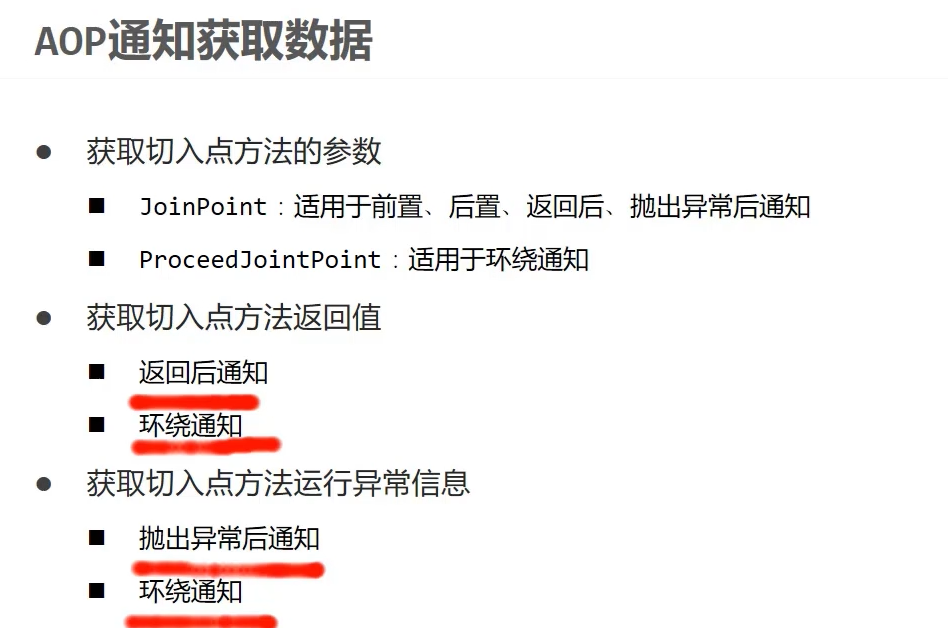 AOP通知获取数据
获取切入点方法的参数
JoinPoint：适用于前置、后置、返回后、抛出异常后通知
ProceedJointPoint：适用于环绕通知
获取切入点方法返回值
返回后通知
环绕通知
获取切入点方法运行异常信息
抛出异常后通知
环绕通知